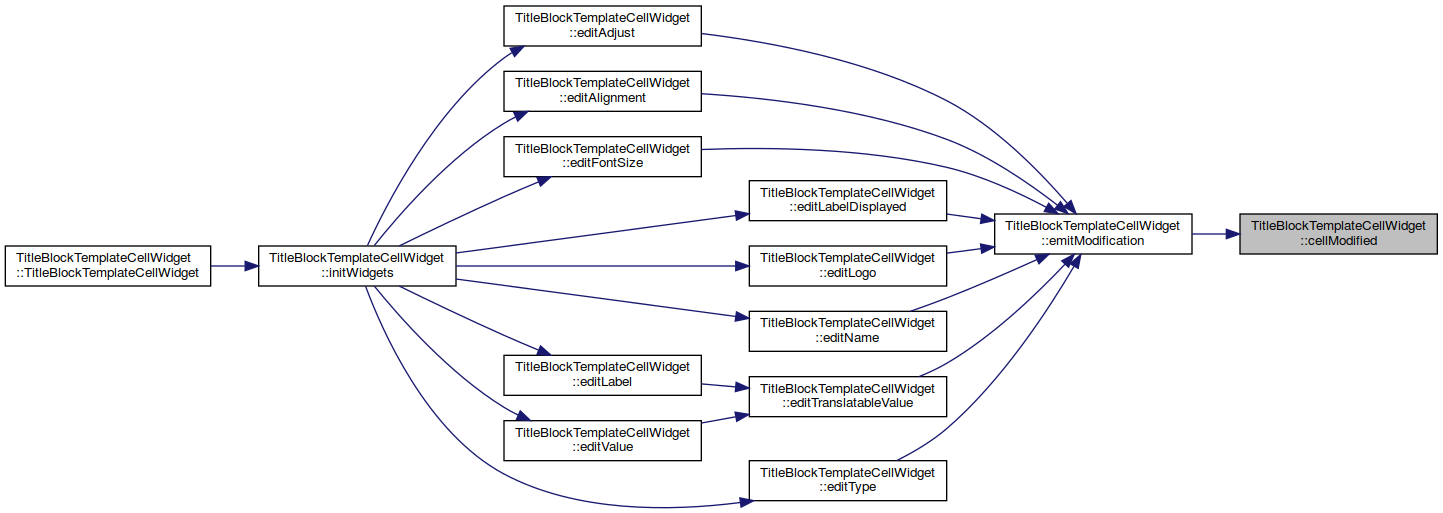 TitleBlockTemplateCellWidget
::editAdjust
TitleBlockTemplateCellWidget
::editAlignment
TitleBlockTemplateCellWidget
::editFontSize
TitleBlockTemplateCellWidget
::editLabelDisplayed
TitleBlockTemplateCellWidget
::emitModification
TitleBlockTemplateCellWidget
::cellModified
TitleBlockTemplateCellWidget
::TitleBlockTemplateCellWidget
TitleBlockTemplateCellWidget
::initWidgets
TitleBlockTemplateCellWidget
::editLogo
TitleBlockTemplateCellWidget
::editName
TitleBlockTemplateCellWidget
::editLabel
TitleBlockTemplateCellWidget
::editTranslatableValue
TitleBlockTemplateCellWidget
::editValue
TitleBlockTemplateCellWidget
::editType